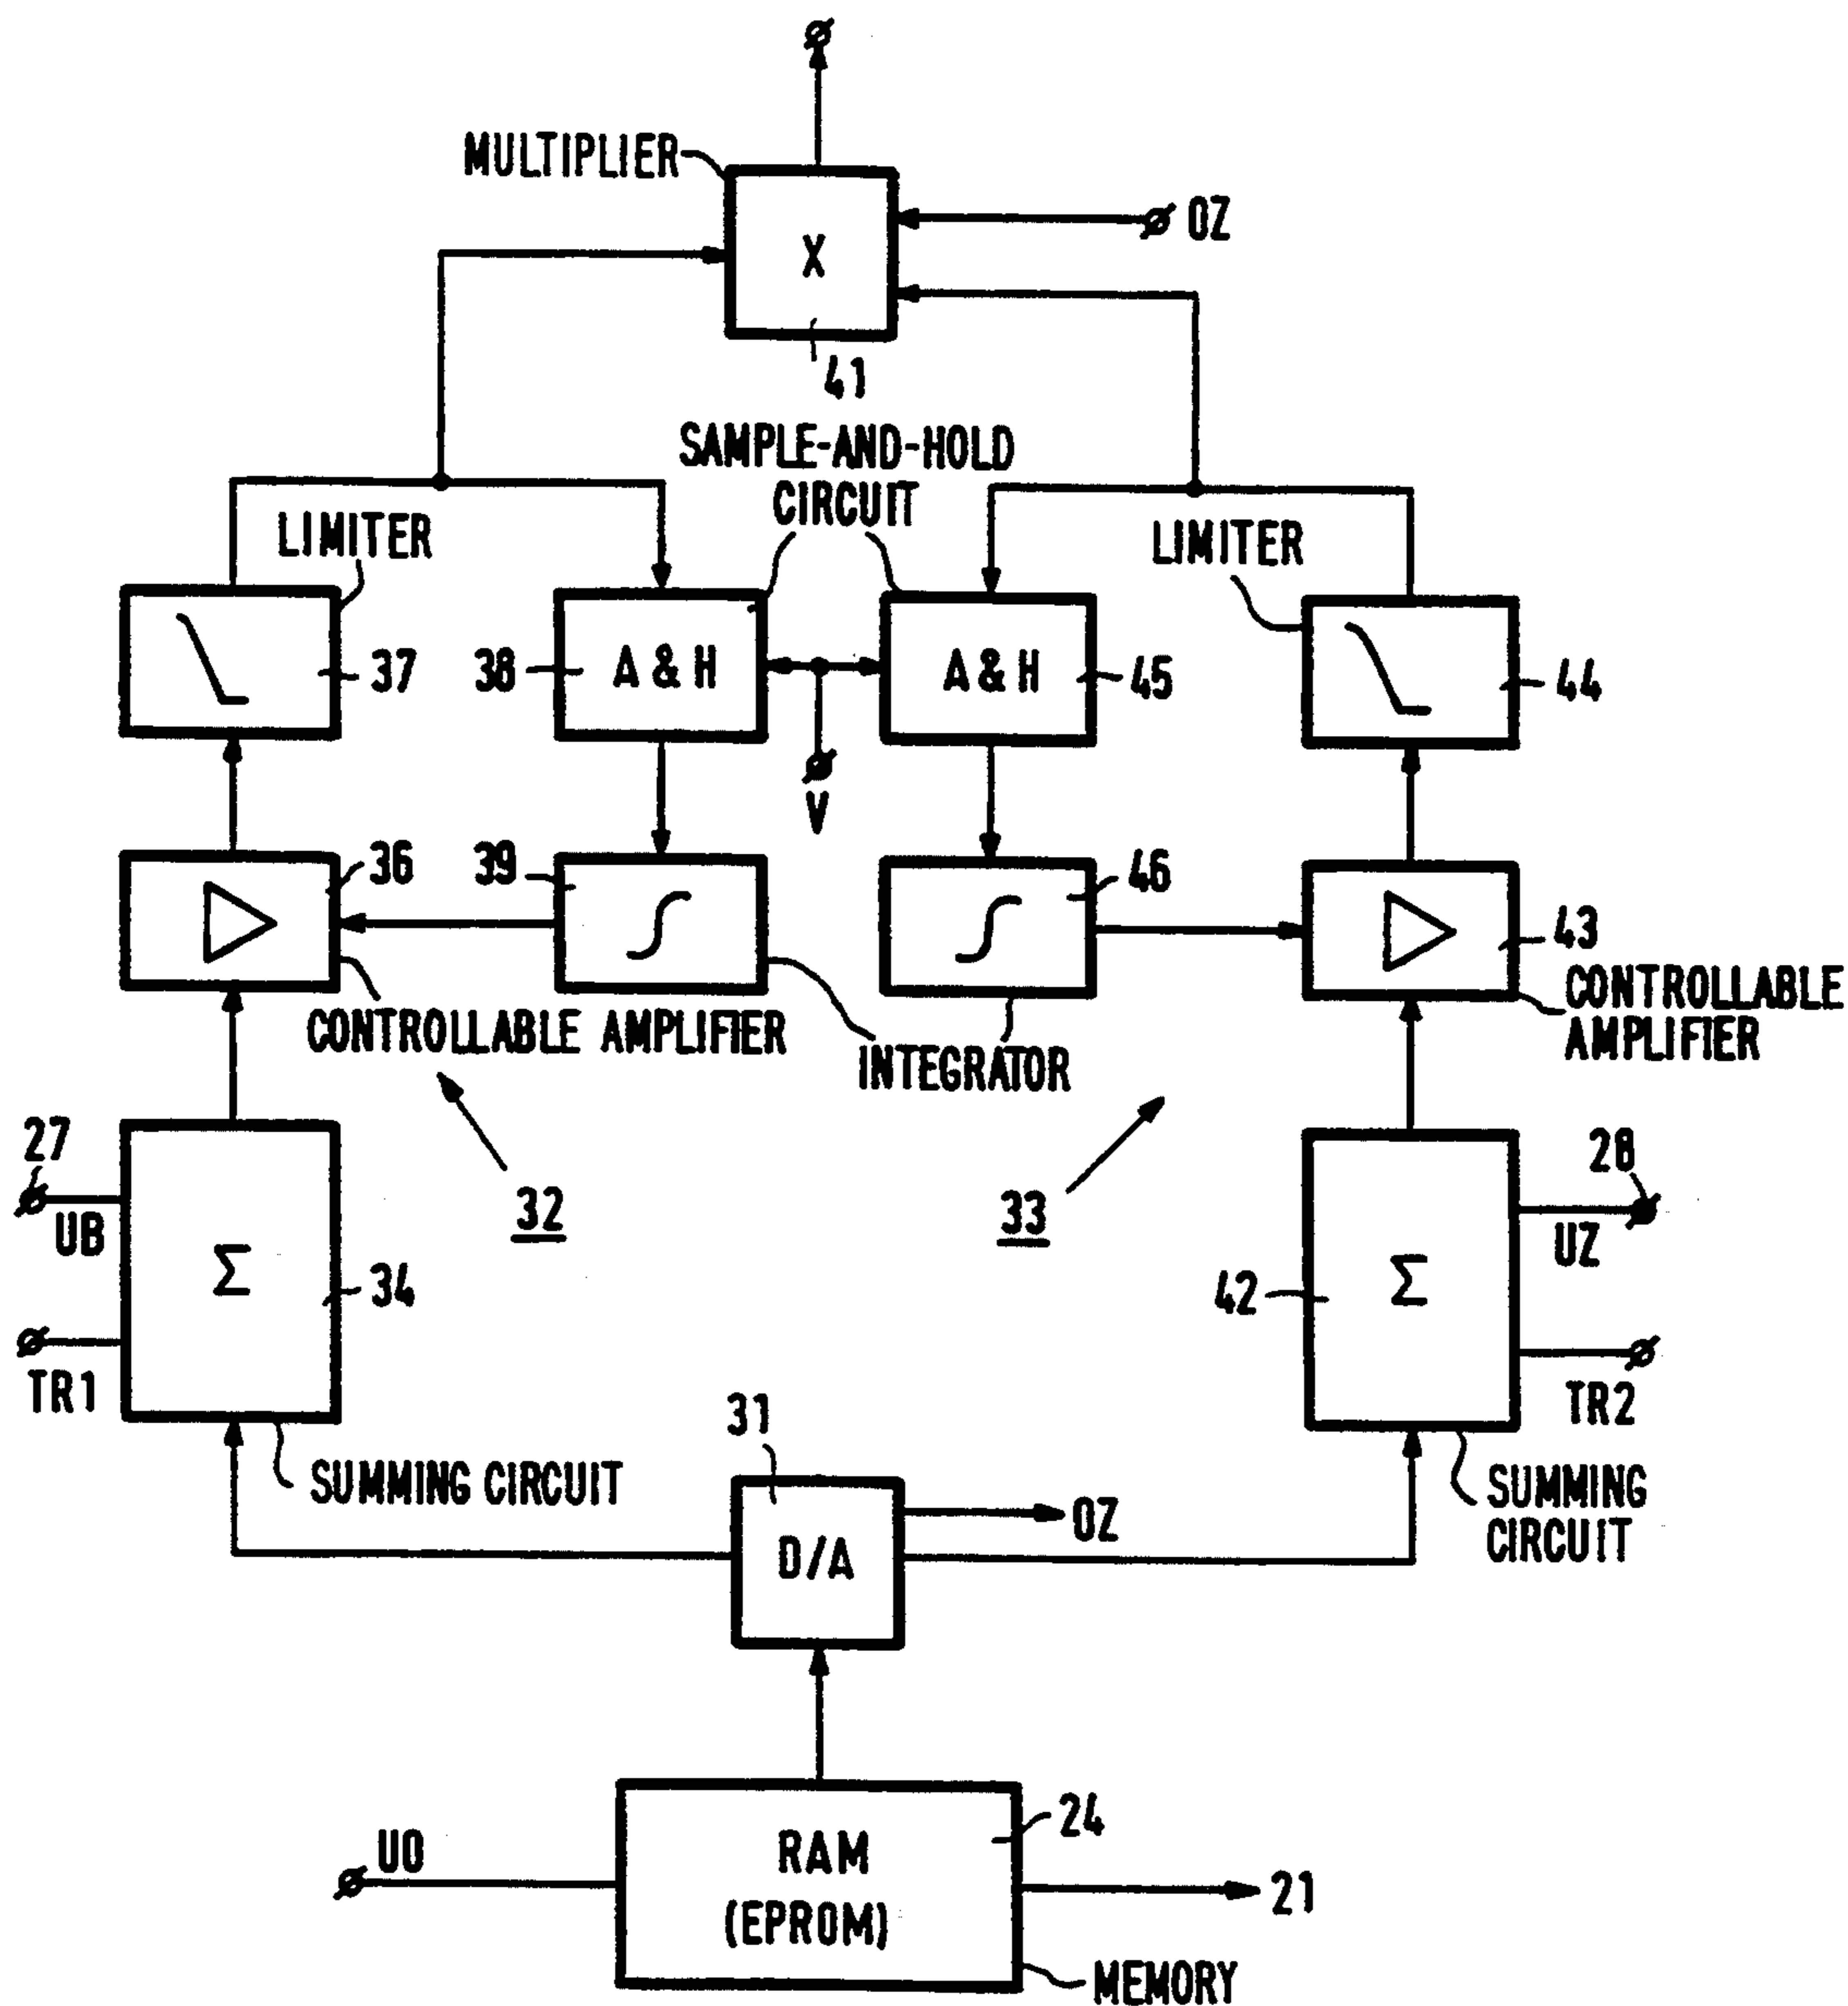 MULTIPLIER
X
OZ
41
SAMPLE-AND-HOLD
CIRCUIT
LIMITER
LIMITER
37
38
A & H
A & H
45
44
V
36
39
46
43
CONTROLLABLE AMPLIFIER
INTEGRATOR
CONTROLLABLE
AMPLIFIER
27
UB
Σ
34
TR1
32
33
28
UZ
42
Σ
TR2
SUMMING CIRCUIT
31
D/A
OZ
SUMMING
CIRCUIT
UO
RAM
(EPROM)
24
21
MEMORY